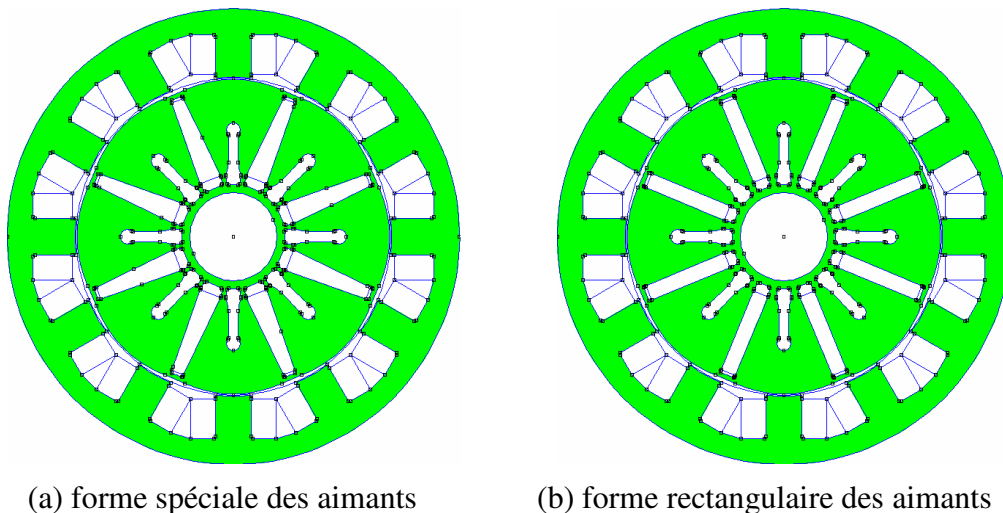 (a) forme spéciale des aimants
(b) forme rectangulaire des aimants